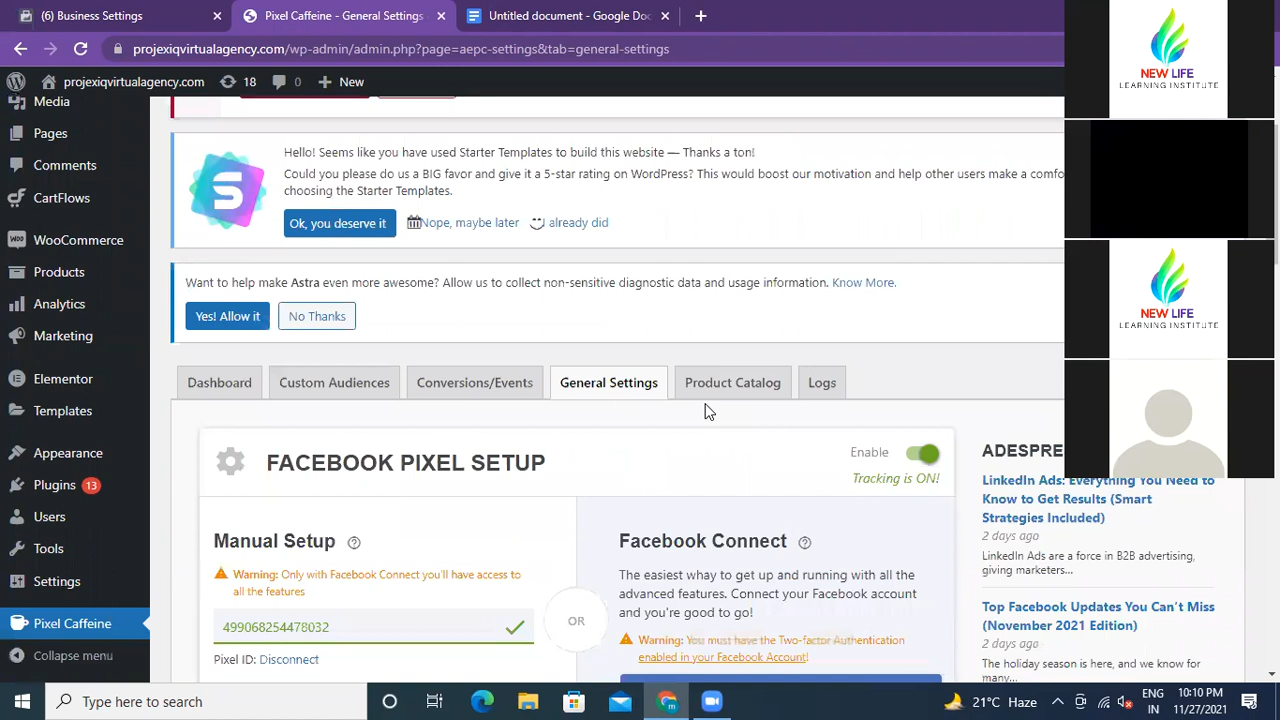 (6) Business Settings
Pixel Caffeine - General Settings
Untitled document - Google Doc
projexiqvirtualagency.com/wp-admin/admin.php?page=aepc-settings&tab=general-settings
projexiqvirtualagency.com
18
0
New
Media
Pages
Comments
CartFlows
WooCommerce
Products
Analytics
Marketing
Elementor
Templates
Appearance
Plugins 13
Users
Tools
Settings
Pixel Caffeine
Collapse menu
Hello! Seems like you have used Starter Templates to build this website — Thanks a ton!
Could you please do us a BIG favor and give it a 5-star rating on WordPress? This would boost our motivation and help other users make a comfo
choosing the Starter Templates.
Ok, you deserve it
Nope, maybe later
I already did
Want to help make Astra even more awesome? Allow us to collect non-sensitive diagnostic data and usage information. Know More.
Yes! Allow it
No Thanks
Dashboard
Custom Audiences
Conversions/Events
General Settings
Product Catalog
Logs
FACEBOOK PIXEL SETUP
Enable
Tracking is ON!
Manual Setup
Warning: Only with Facebook Connect you'll have access to
all the features
499068254478032
Pixel ID: Disconnect
OR
Facebook Connect
The easiest whay to get up and running with all the
advanced features. Connect your Facebook account
and you're good to go!
Warning: You must have the Two-factor Authentication
enabled in your Facebook Account!
ADESPRE
LinkedIn Ads: Everything You Need to
Know to Get Results (Smart
Strategies Included)
2 days ago
LinkedIn Ads are a force in B2B advertising,
giving marketers...
Top Facebook Updates You Can't Miss
(November 2021 Edition)
2 days ago
The holiday season is here, and we know for
many...
NEW LIFE
LEARNING INSTITUTE
NEW LIFE
LEARNING INSTITUTE
Type here to search
21°C Haze
ENG
IN
10:10 PM
11/27/2021